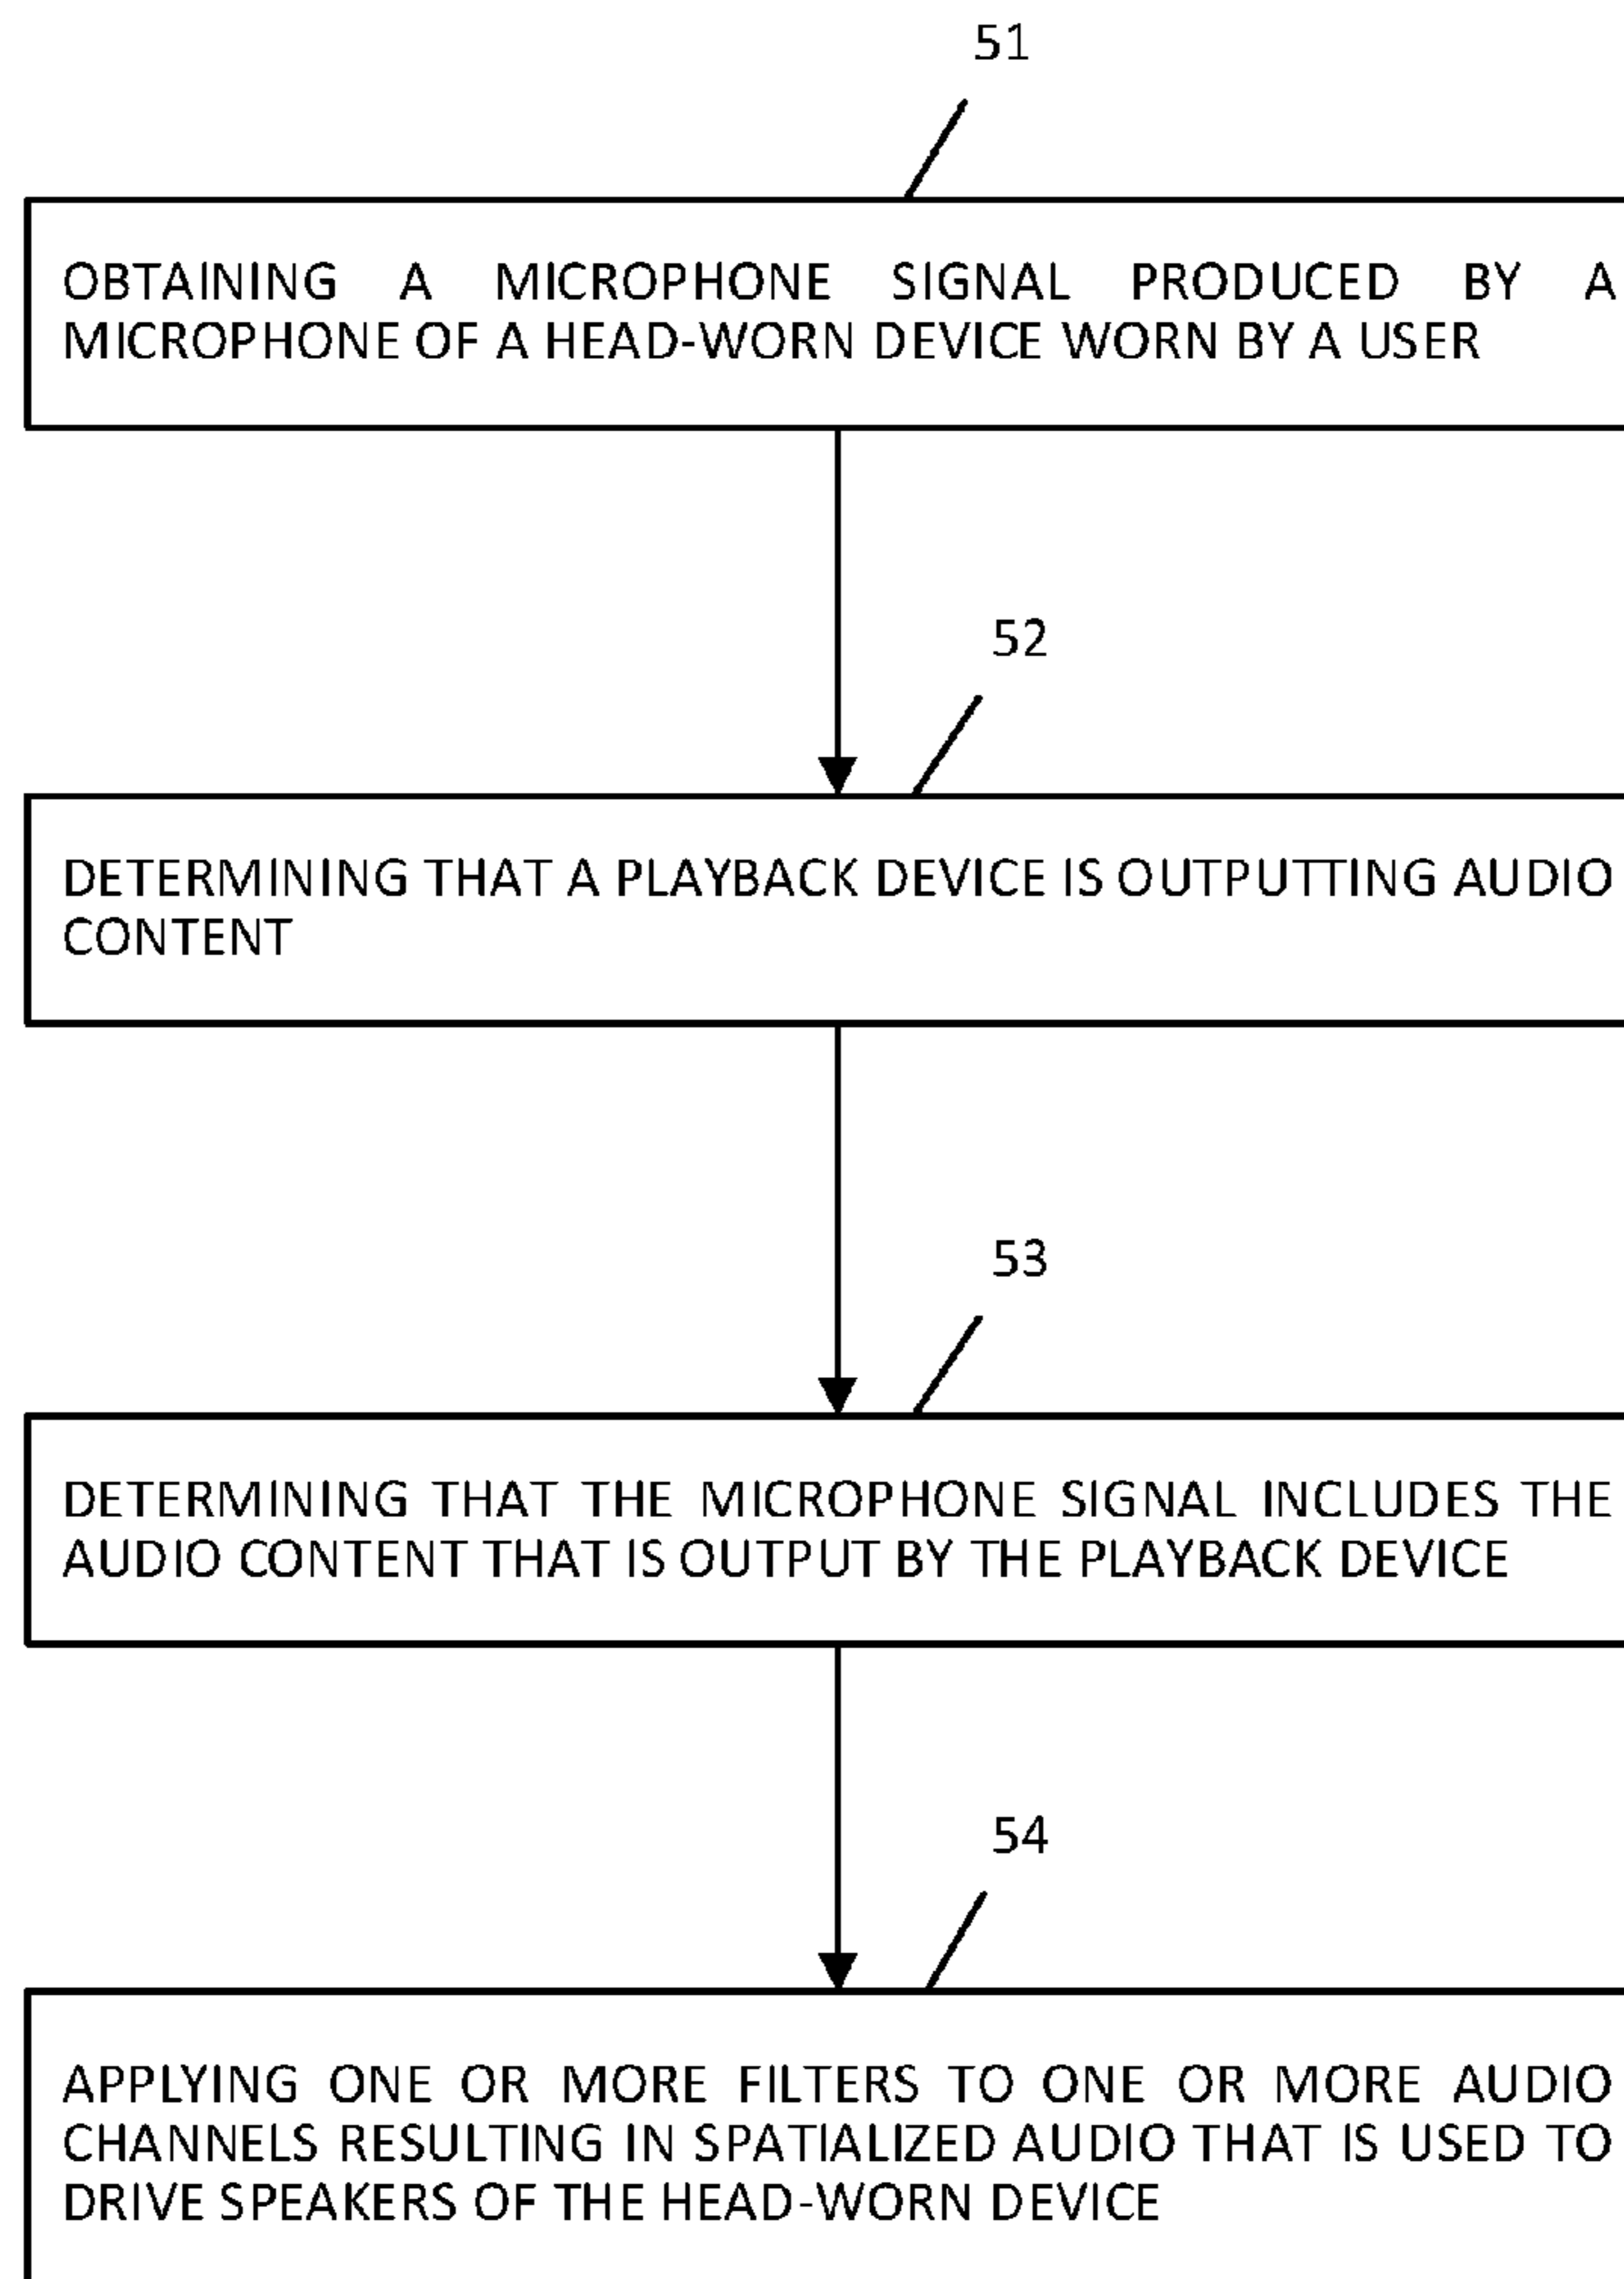 51
OBTAINING A MICROPHONE SIGNAL PRODUCED BY A
MICROPHONE OF A HEAD-WORN DEVICE WORN BY A USER
52
DETERMINING THAT A PLAYBACK DEVICE IS OUTPUTTING AUDIO
CONTENT
53
DETERMINING THAT THE MICROPHONE SIGNAL INCLUDES THE
AUDIO CONTENT THAT IS OUTPUT BY THE PLAYBACK DEVICE
54
APPLYING ONE OR MORE FILTERS TO ONE OR MORE AUDIO
CHANNELS RESULTING IN SPATIALIZED AUDIO THAT IS USED TO
DRIVE SPEAKERS OF THE HEAD-WORN DEVICE